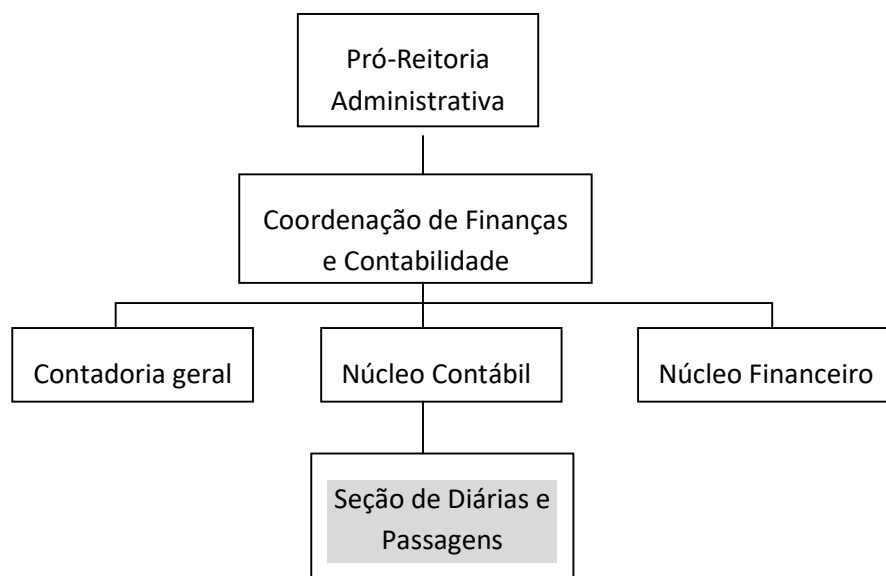 Pró-Reitoria
Administrativa
Coordenação de Finanças
e Contabilidade
Contadoria geral
Núcleo Contábil
Núcleo Financeiro
Seção de Diárias e
Passagens